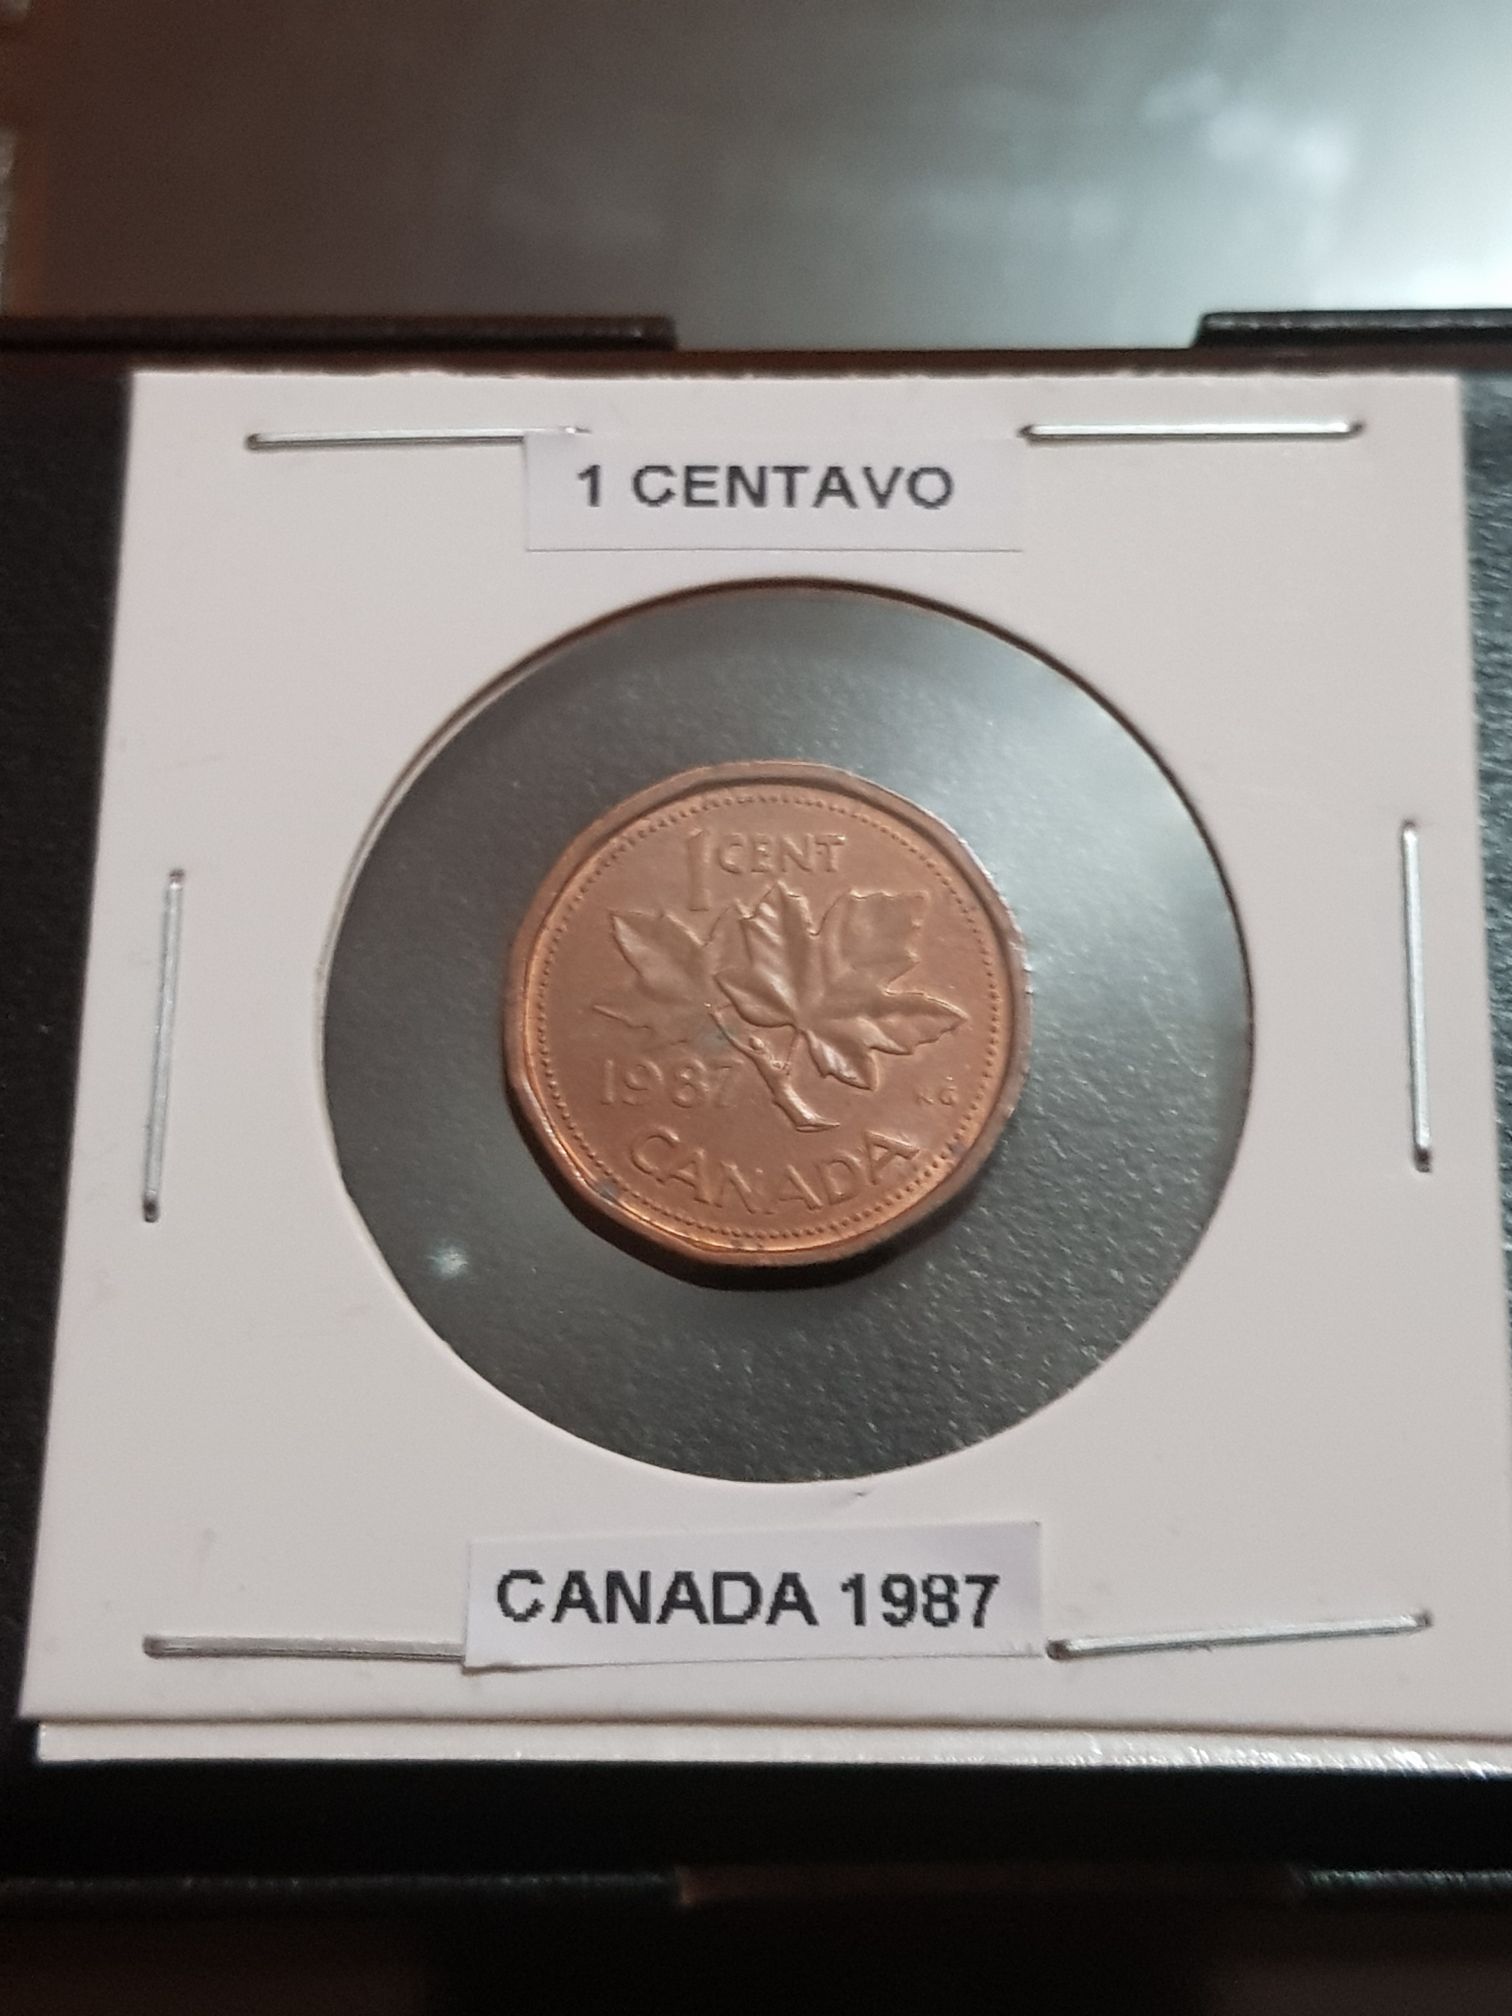 1 CENTAVO
1 CENT
1987
KG
CANADA
CANADA 1987